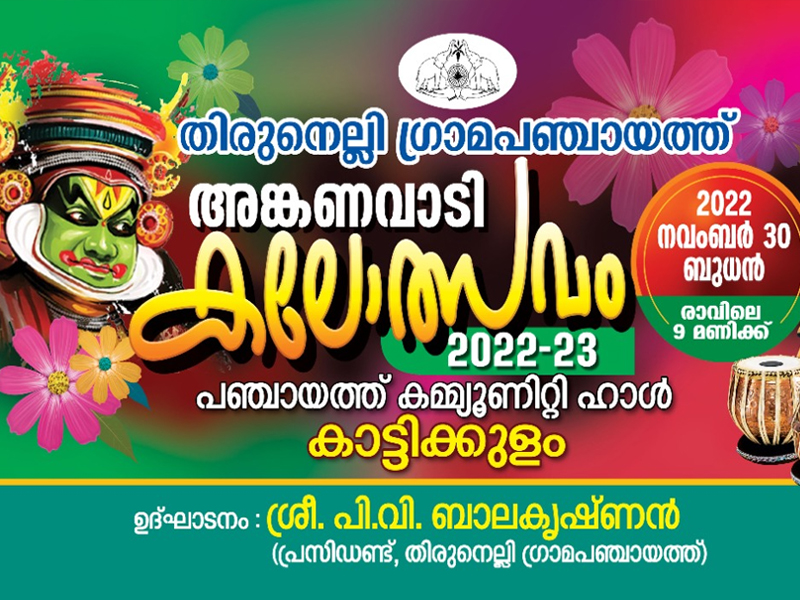 തിരുനെല്ലി ഗ്രാമപഞ്ചായത്ത്
അങ്കണവാടി
കലോത്സവം
2022-23
2022
നവംബർ 30
ബുധൻ
രാവിലെ
9 മണിക്ക്
പഞ്ചായത്ത് കമ്മ്യൂണിറ്റി ഹാൾ
കാട്ടിക്കുളം
ഉദ്ഘാടനം : ശ്രീ. പി.വി. ബാലകൃഷ്ണൻ
(പ്രസിഡണ്ട്, തിരുനെല്ലി ഗ്രാമപഞ്ചായത്ത്)